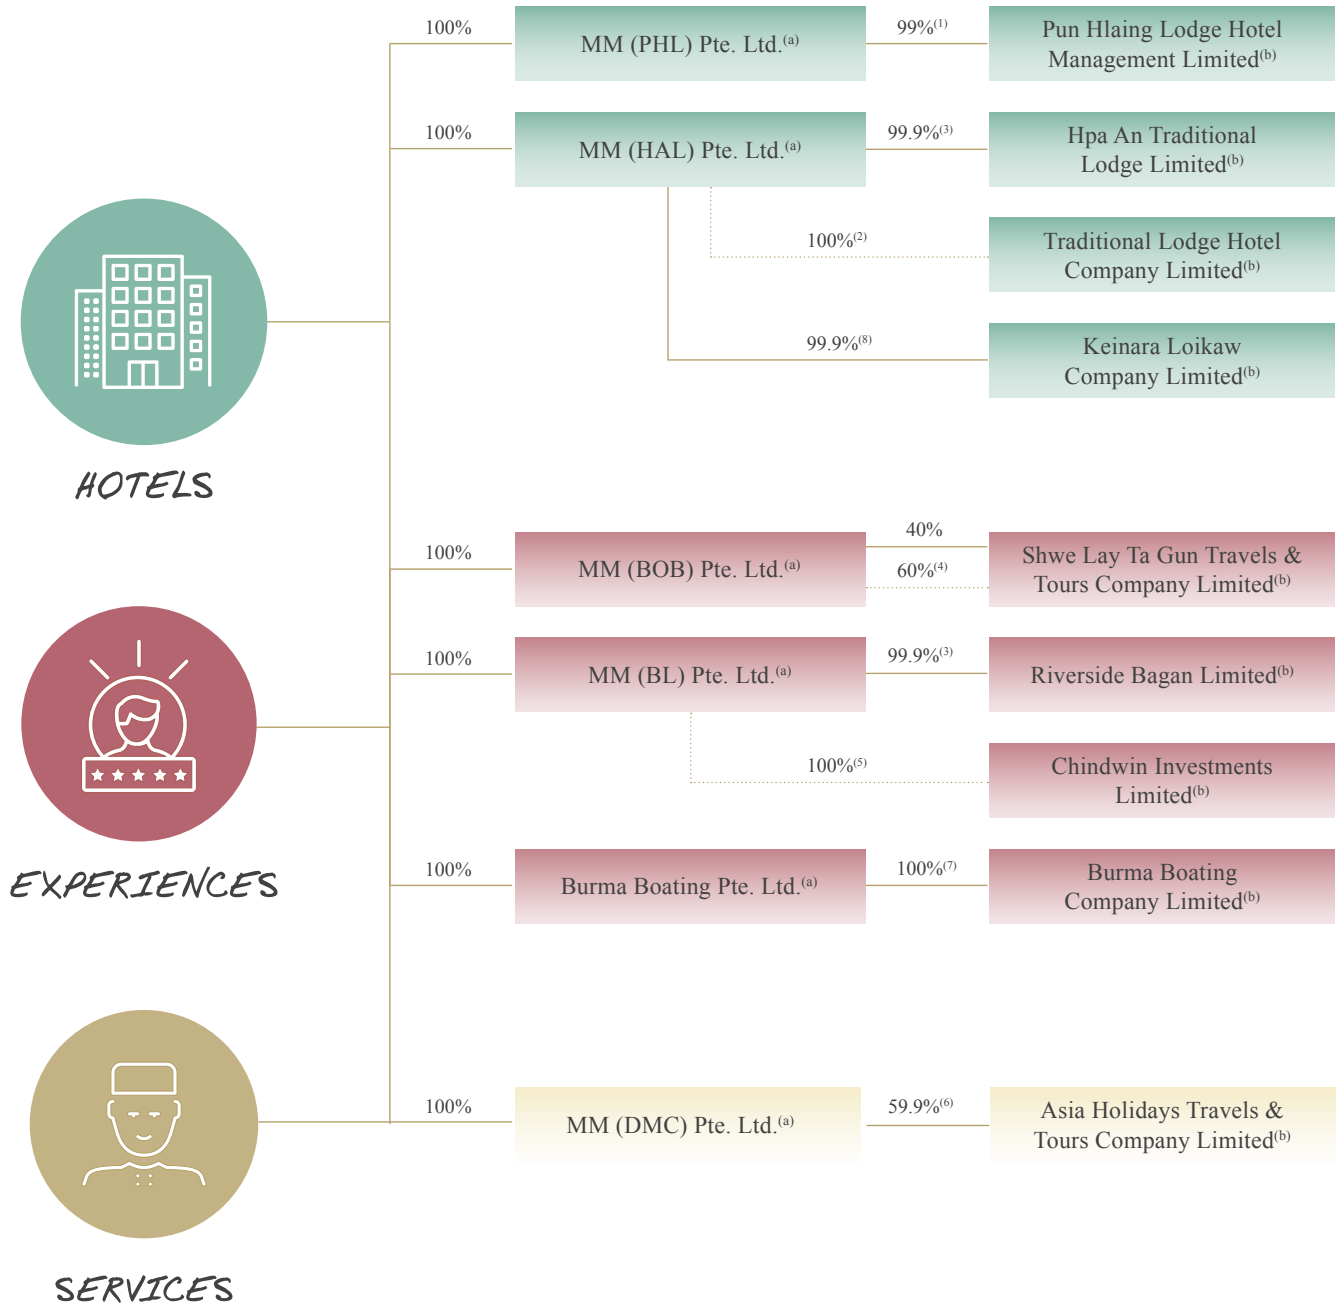 100%
MM (PHL) Pte. Ltd.(a)
99%(1)
Pun Hlaing Lodge Hotel
Management Limited(b)
100%
MM (HAL) Pte. Ltd.(a)
99.9%(3)
Hpa An Traditional
Lodge Limited(b)
100%(2)
Traditional Lodge Hotel
Company Limited(b)
99.9%(8)
Keinara Loikaw
Company Limited(b)
HOTELS
100%
MM (BOB) Pte. Ltd.(a)
40%
60%(4)
Shwe Lay Ta Gun Travels &
Tours Company Limited(b)
100%
MM (BL) Pte. Ltd.(a)
99.9%(3)
Riverside Bagan Limited(b)
100%(5)
Chindwin Investments
Limited(b)
EXPERIENCES
100%
Burma Boating Pte. Ltd.(a)
100%(7)
Burma Boating
Company Limited(b)
100%
MM (DMC) Pte. Ltd.(a)
59.9%(6)
Asia Holidays Travels &
Tours Company Limited(b)
SERVICES